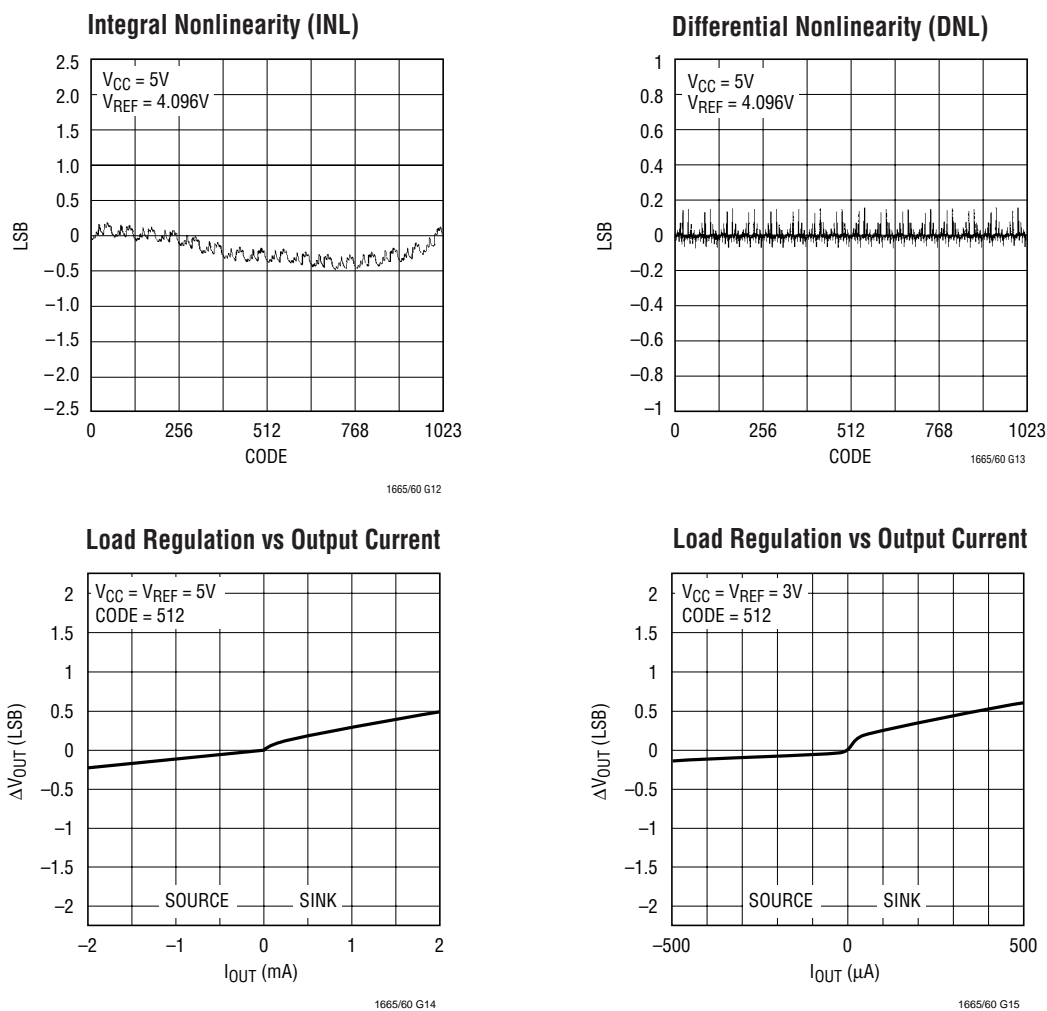 Integral Nonlinearity (INL)
2.5
2.0
1.5
1.0
0.5
0
–0.5
–1.0
–1.5
–2.0
–2.5
LSB
VCC = 5V
VREF = 4.096V
0 256 512 768 1023
CODE
1665/60 G12
Differential Nonlinearity (DNL)
1
0.8
0.6
0.4
0.2
0
–0.2
–0.4
–0.6
–0.8
–1
LSB
VCC = 5V
VREF = 4.096V
0 256 512 768 1023
CODE
1665/60 G13
Load Regulation vs Output Current
2
1.5
1
0.5
0
–0.5
–1
–1.5
–2
∆VOUT (LSB)
VCC = VREF = 5V
CODE = 512
SOURCE SINK
–2 –1 0 1 2
IOUT (mA)
1665/60 G14
Load Regulation vs Output Current
2
1.5
1
0.5
0
–0.5
–1
–1.5
–2
∆VOUT (LSB)
VCC = VREF = 3V
CODE = 512
SOURCE SINK
–500 0 500
IOUT (µA)
1665/60 G15